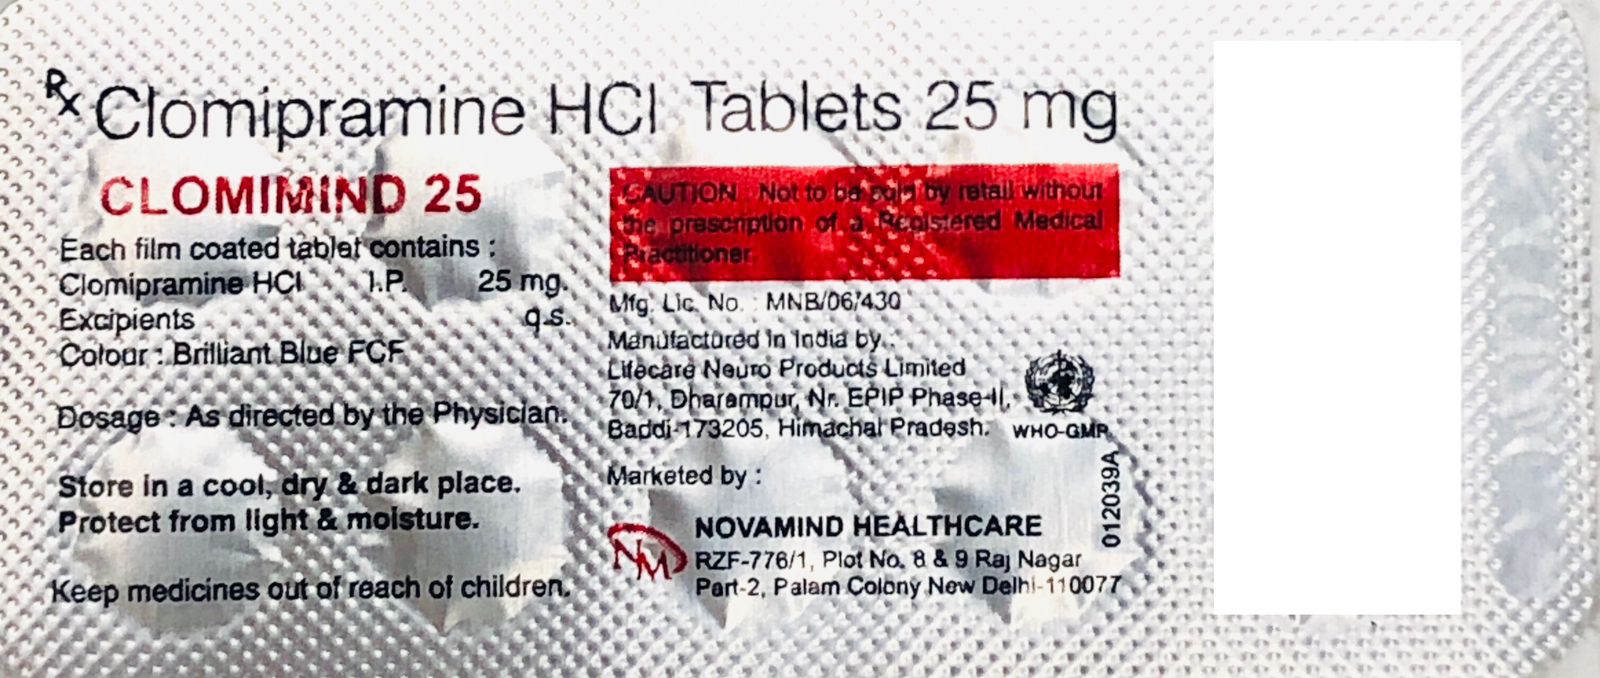 Rx Clomipramine HCl Tablets 25 mg
CLOMIMIND 25
Each film coated tablet contains :
Clomipramine HCl I.P. 25 mg.
Excipients q.s.
Colour : Brilliant Blue FCF
Dosage : As directed by the Physician.
Store in a cool, dry & dark place.
Protect from light & moisture.
Keep medicines out of reach of children.
CAUTION : Not to be sold by retail without
the prescription of a Registered Medical
Practitioner
Mfg. Lic. No. : MNB/06/430
Manufactured in India by :
Lifecare Neuro Products Limited
70/1, Dharampur, Nr. EPIP Phase-II,
Baddi-173205, Himachal Pradesh.
WHO-GMP
Marketed by :
NM
NOVAMIND HEALTHCARE
RZF-776/1, Plot No. 8 & 9 Raj Nagar
Part-2, Palam Colony New Delhi-110077
012039A